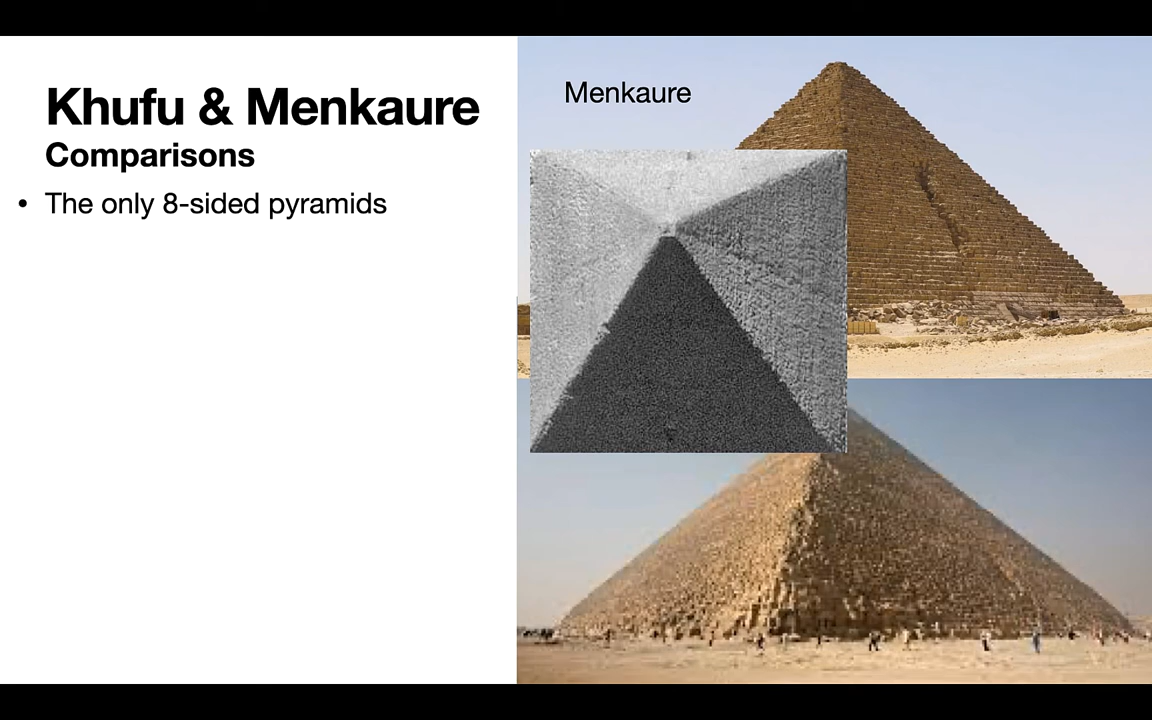 Khufu & Menkaure
Comparisons
• The only 8-sided pyramids
Menkaure